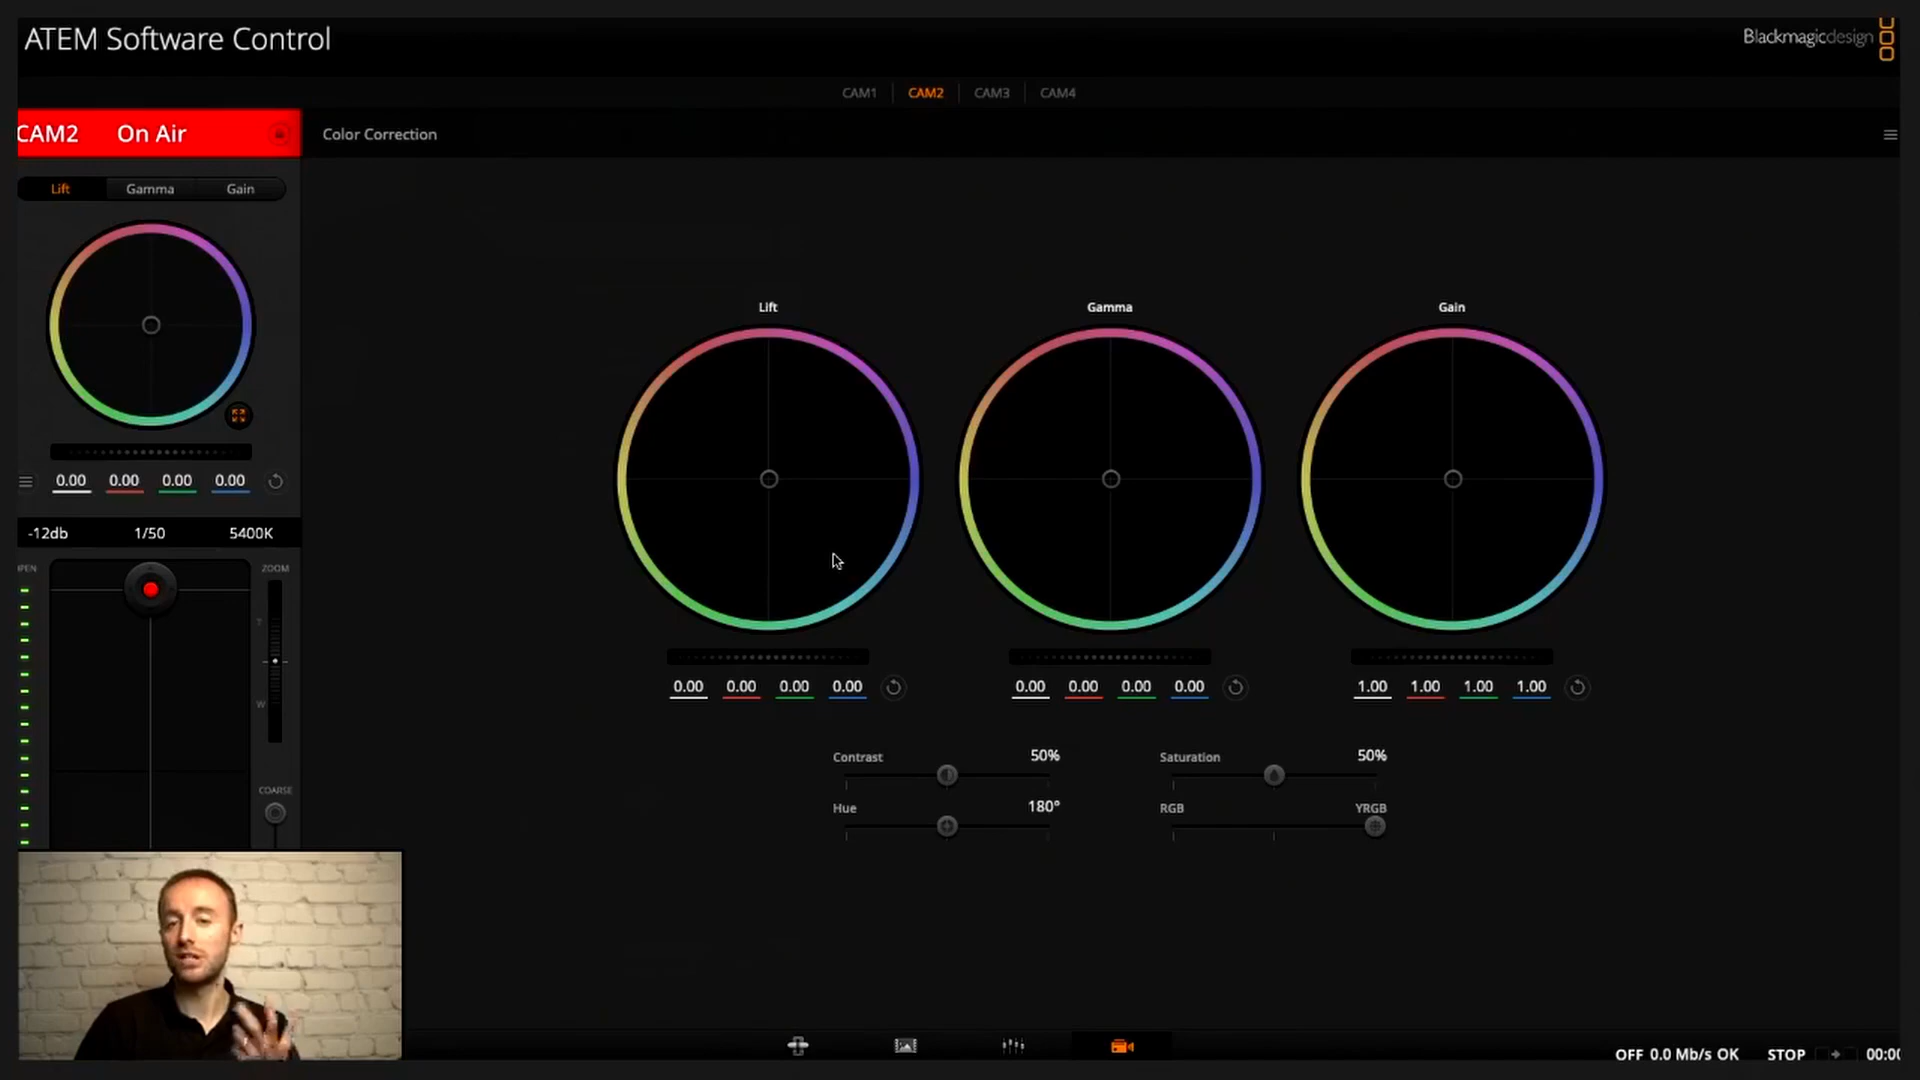 ATEM Software Control
Blackmagicdesign
CAM1 CAM2 CAM3 CAM4
CAM2 On Air
Color Correction
Lift Gamma Gain
Lift Gamma Gain
0.00 0.00 0.00 0.00
-12db 1/50 5400K
PEN
ZOOM
T
W
COARSE
0.00 0.00 0.00 0.00
0.00 0.00 0.00 0.00
1.00 1.00 1.00 1.00
Contrast 50%
Saturation 50%
Hue 180°
RGB YRGB
OFF 0.0 Mb/s OK STOP 00:00